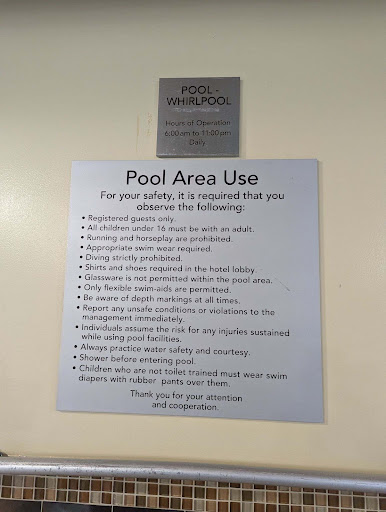 POOL -
WHIRLPOOL
Hours of Operation
6:00 am to 11:00 pm
Daily
Pool Area Use
For your safety, it is required that you
observe the following:
• Registered guests only.
• All children under 16 must be with an adult.
• Running and horseplay are prohibited.
• Appropriate swim wear required.
• Diving strictly prohibited.
• Shirts and shoes required in the hotel lobby.
• Glassware is not permitted within the pool area.
• Only flexible swim-aids are permitted.
• Be aware of depth markings at all times.
• Report any unsafe conditions or violations to the
management immediately.
• Individuals assume the risk for any injuries sustained
while using pool facilities.
• Always practice water safety and courtesy.
• Shower before entering pool.
• Children who are not toilet trained must wear swim
diapers with rubber pants over them.
Thank you for your attention
and cooperation.